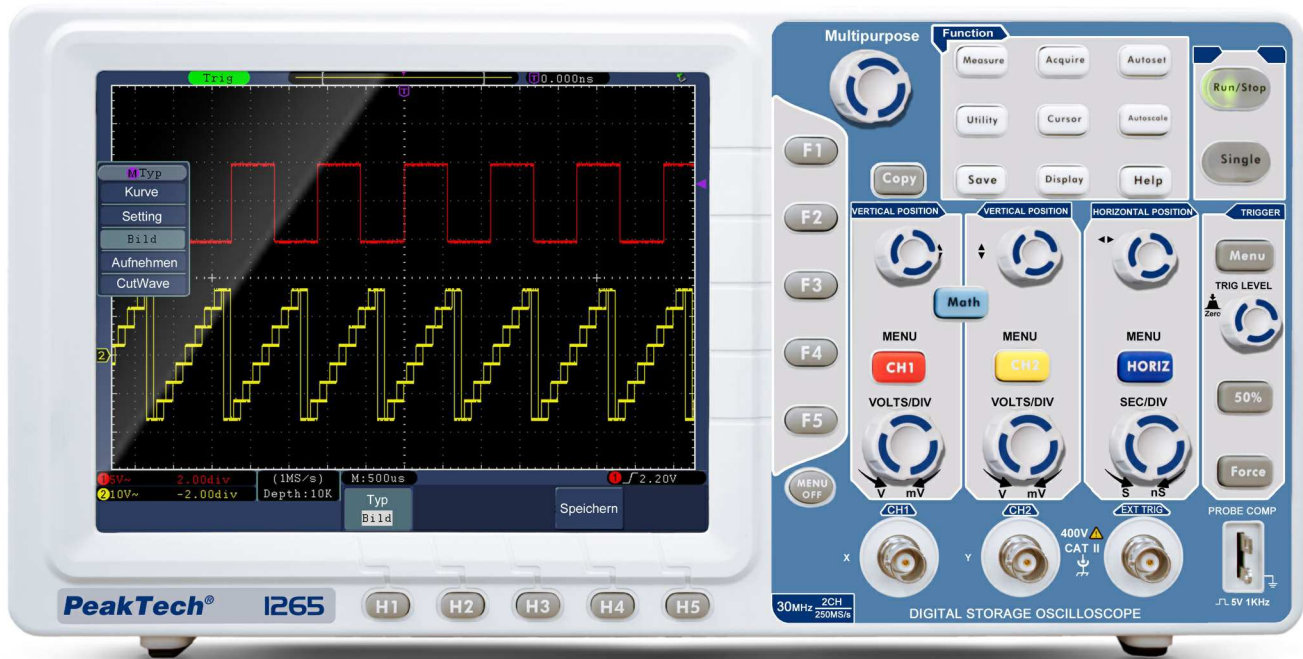 Trig
T 0.000ns
T
M Typ
Kurve
Setting
Bild
Aufnehmen
CutWave
2
1 5V~ 2.00div
2 10V~ -2.00div
(1MS/s)
Depth:10K
M:500us
1 2.20V
Typ
Bild
Speichern
PeakTech® 1265
H1 H2 H3 H4 H5
Multipurpose
Function
Measure Acquire Autoset
Utility Cursor Autoscale
Save Display Help
Run/Stop
Single
Copy
F1
F2
F3
F4
F5
MENU
OFF
VERTICAL POSITION VERTICAL POSITION HORIZONTAL POSITION TRIGGER
Math
Menu
TRIG LEVEL
Zero
MENU MENU MENU
CH1 CH2 HORIZ
50%
VOLTS/DIV VOLTS/DIV SEC/DIV
Force
V mV V mV S nS
CH1 CH2 EXT TRIG PROBE COMP
X Y
400V
CAT II
5V 1KHz
30MHz 2CH
250MS/s
DIGITAL STORAGE OSCILLOSCOPE